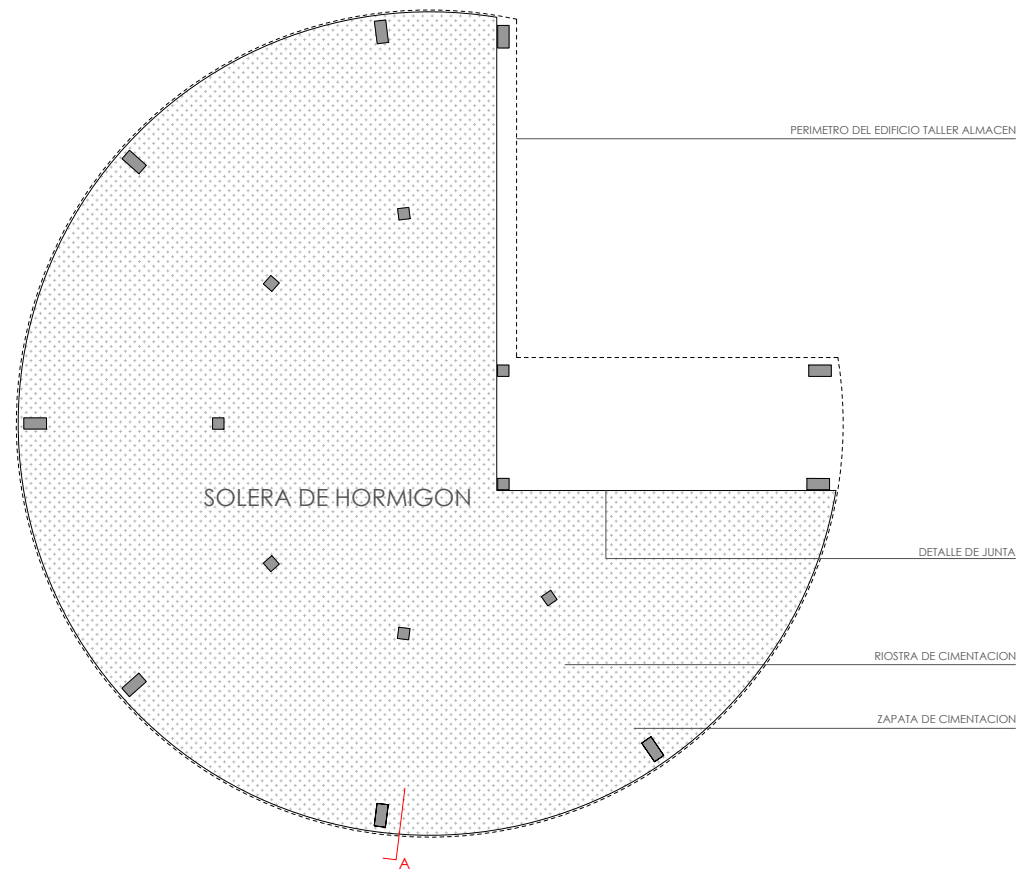 PERIMETRO DEL EDIFICIO TALLER ALMACEN
SOLERA DE HORMIGON
DETALLE DE JUNTA
RIOSTRA DE CIMENTACION
ZAPATA DE CIMENTACION
A